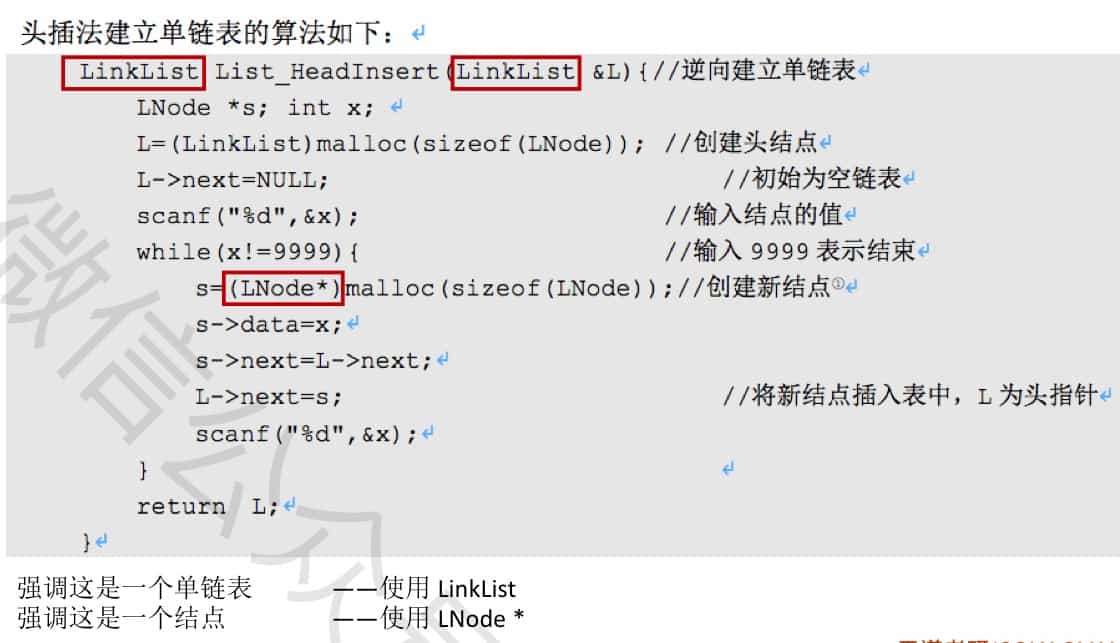 头插法建立单链表的算法如下：↲
LinkList List_HeadInsert(LinkList &L){//逆向建立单链表↲
LNode *s; int x; ↲
L=(LinkList)malloc(sizeof(LNode)); //创建头结点↲
L->next=NULL; //初始为空链表↲
scanf("%d",&x); //输入结点的值↲
while(x!=9999){ //输入 9999 表示结束↲
s=(LNode*)malloc(sizeof(LNode));//创建新结点①↲
s->data=x;↲
s->next=L->next;↲
L->next=s; //将新结点插入表中，L 为头指针↲
scanf("%d",&x);↲
} ↲
return L;↲
}↲
强调这是一个单链表 ——使用 LinkList
强调这是一个结点 ——使用 LNode *
微信公众